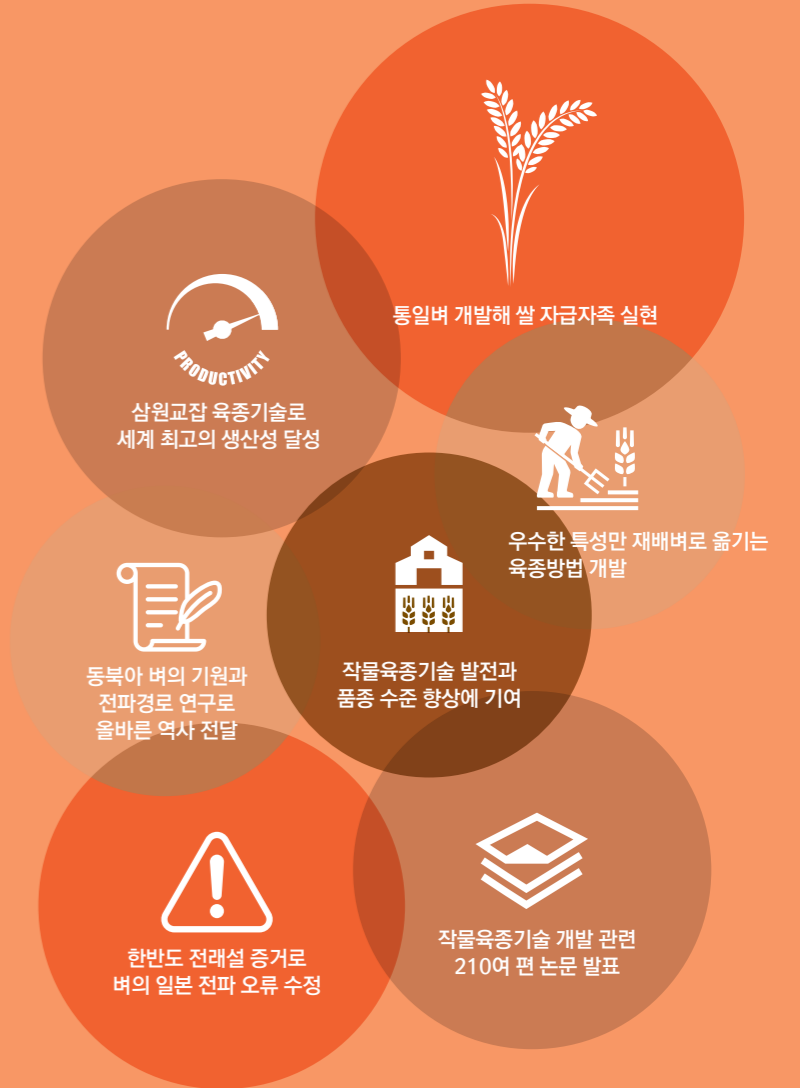 통일벼 개발해 쌀 자급자족 실현
PRODUCTIVITY
삼원교잡 육종기술로
세계 최고의 생산성 달성
우수한 특성만 재배벼로 옮기는
육종방법 개발
동북아 벼의 기원과
전파경로 연구로
올바른 역사 전달
작물육종기술 발전과
품종 수준 향상에 기여
한반도 전래설 증거로
벼의 일본 전파 오류 수정
작물육종기술 개발 관련
210여 편 논문 발표